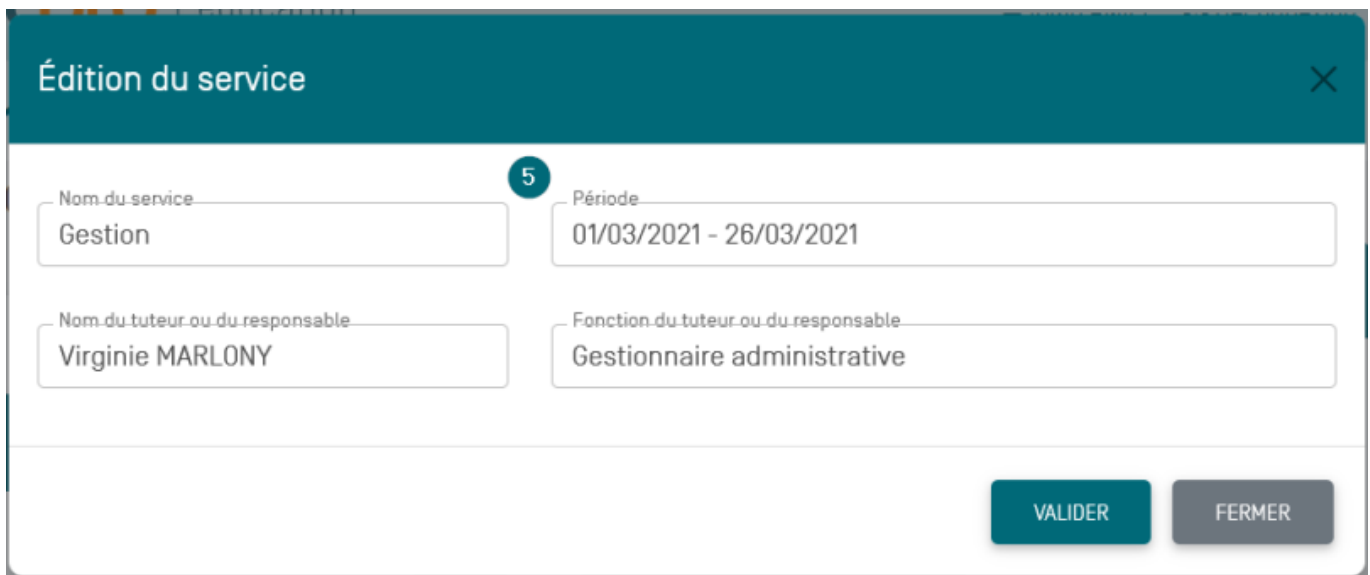 Édition du service
5
Nom du service
Période
Gestion
01/03/2021 - 26/03/2021
Nom du tuteur ou du responsable
Fonction du tuteur ou du responsable
Virginie MARLONY
Gestionnaire administrative
VALIDER
FERMER